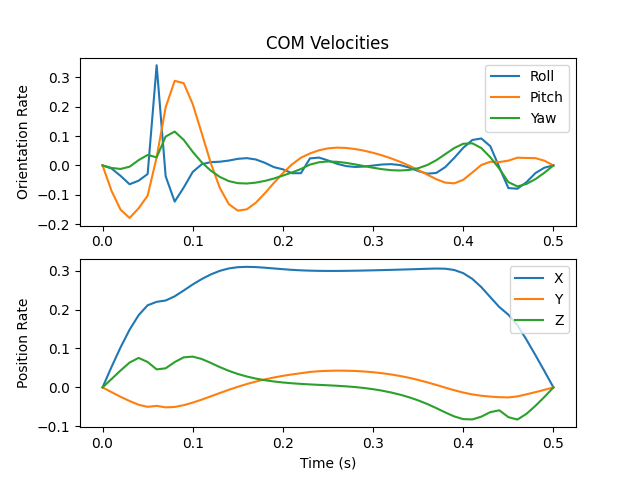 COM Velocities
Orientation Rate
0.3
0.2
0.1
0.0
−0.1
−0.2
Roll
Pitch
Yaw
0.0 0.1 0.2 0.3 0.4 0.5
Position Rate
0.3
0.2
0.1
0.0
−0.1
X
Y
Z
0.0 0.1 0.2 0.3 0.4 0.5
Time (s)